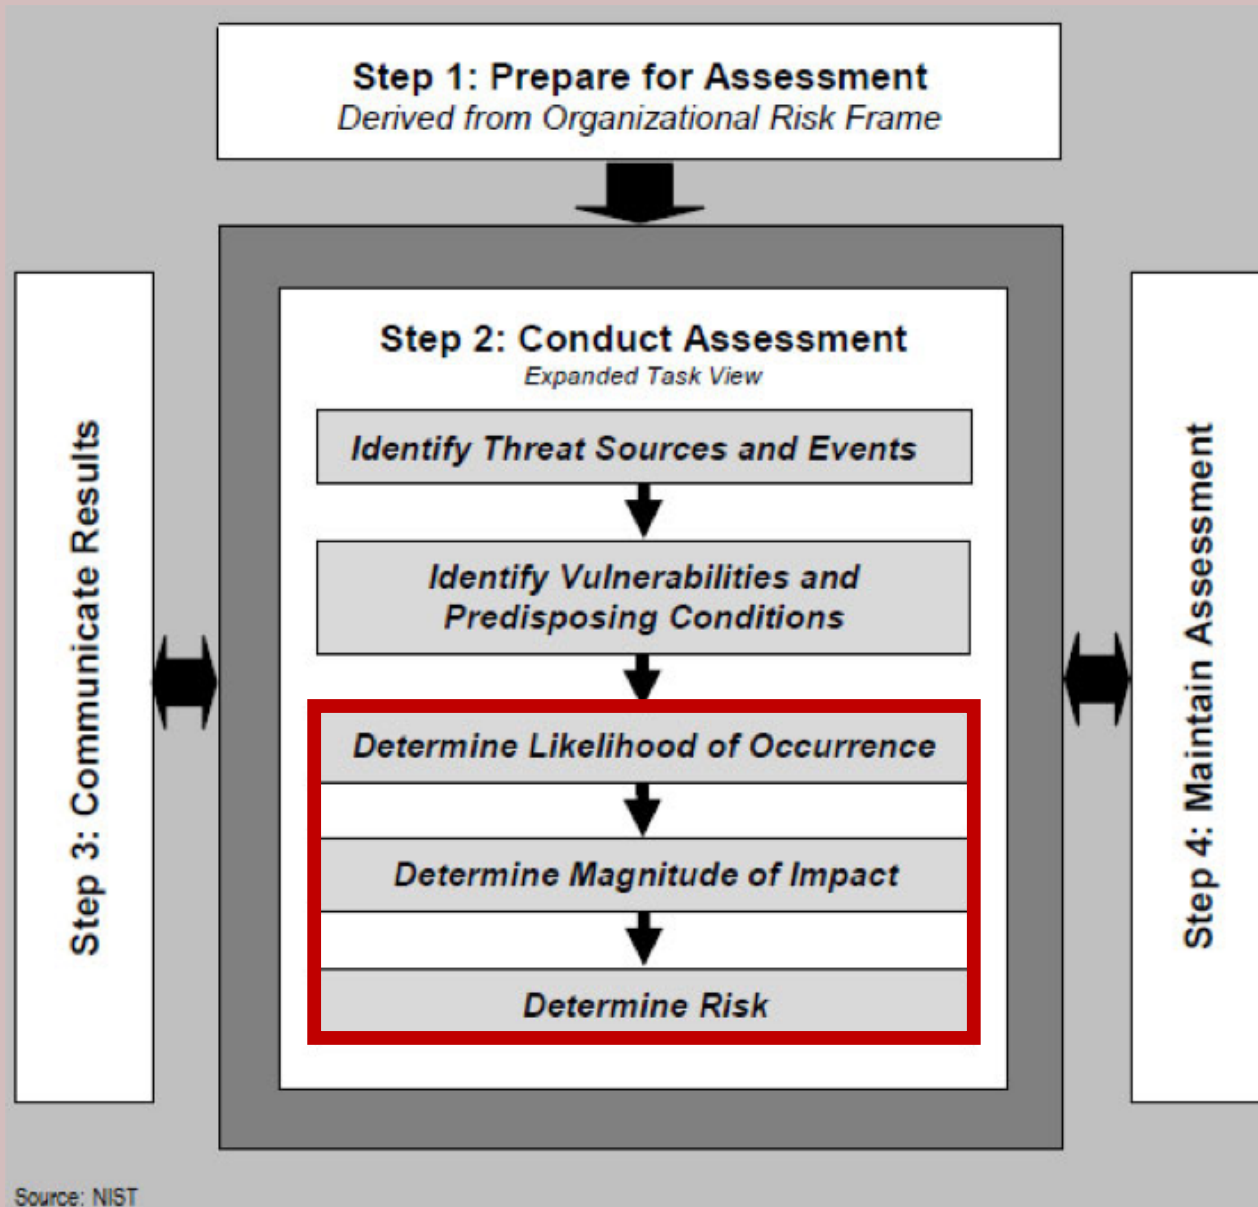 Step 1: Prepare for Assessment
Derived from Organizational Risk Frame
Step 2: Conduct Assessment
Expanded Task View
Identify Threat Sources and Events
Identify Vulnerabilities and
Predisposing Conditions
Determine Likelihood of Occurrence
Determine Magnitude of Impact
Determine Risk
Step 3: Communicate Results
Step 4: Maintain Assessment
Source: NIST